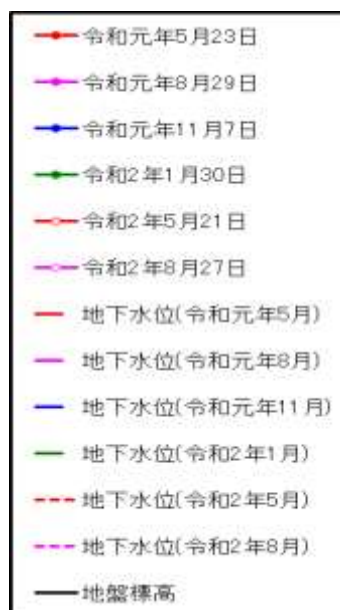 令和元年5月23日
令和元年8月29日
令和元年11月7日
令和2年1月30日
令和2年5月21日
令和2年8月27日
地下水位(令和元年5月)
地下水位(令和元年8月)
地下水位(令和元年11月)
地下水位(令和2年1月)
地下水位(令和2年5月)
地下水位(令和2年8月)
地盤標高